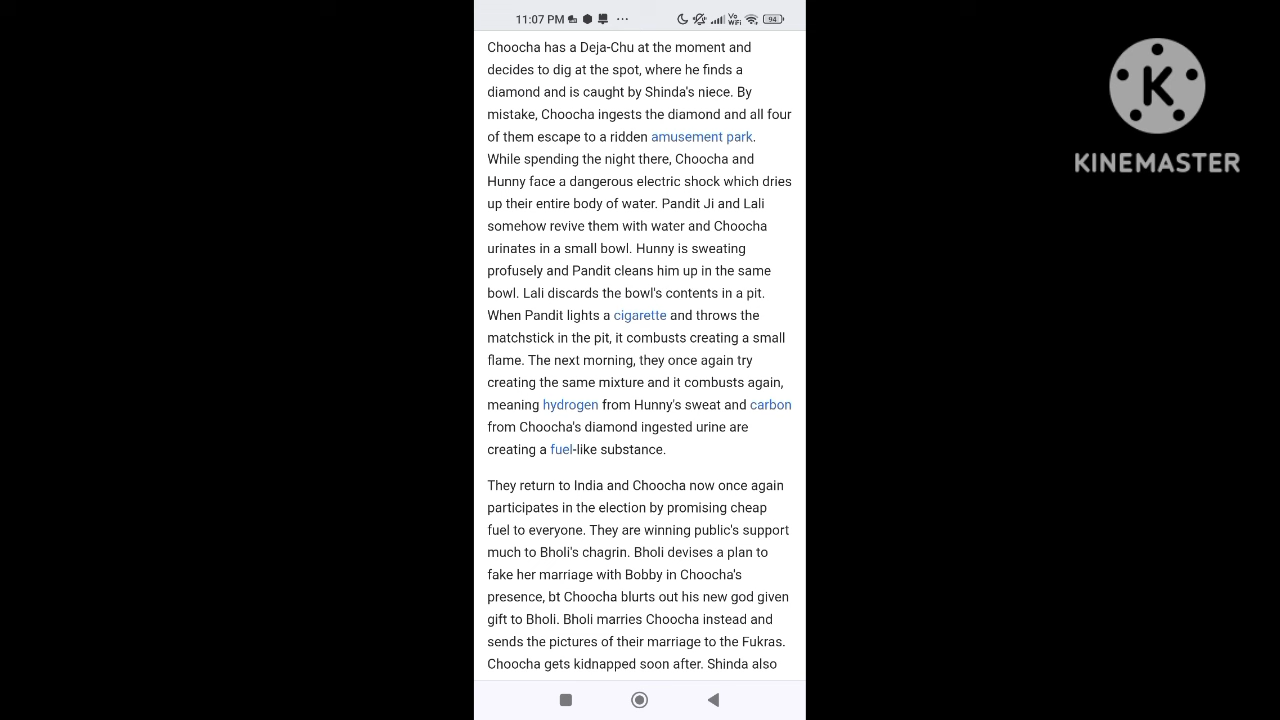 11:07 PM
Vo
WiFi
94
Choocha has a Deja-Chu at the moment and
decides to dig at the spot, where he finds a
diamond and is caught by Shinda's niece. By
mistake, Choocha ingests the diamond and all four
of them escape to a ridden amusement park.
While spending the night there, Choocha and
Hunny face a dangerous electric shock which dries
up their entire body of water. Pandit Ji and Lali
somehow revive them with water and Choocha
urinates in a small bowl. Hunny is sweating
profusely and Pandit cleans him up in the same
bowl. Lali discards the bowl's contents in a pit.
When Pandit lights a cigarette and throws the
matchstick in the pit, it combusts creating a small
flame. The next morning, they once again try
creating the same mixture and it combusts again,
meaning hydrogen from Hunny's sweat and carbon
from Choocha's diamond ingested urine are
creating a fuel-like substance.
They return to India and Choocha now once again
participates in the election by promising cheap
fuel to everyone. They are winning public's support
much to Bholi's chagrin. Bholi devises a plan to
fake her marriage with Bobby in Choocha's
presence, bt Choocha blurts out his new god given
gift to Bholi. Bholi marries Choocha instead and
sends the pictures of their marriage to the Fukras.
Choocha gets kidnapped soon after. Shinda also
K
KINEMASTER